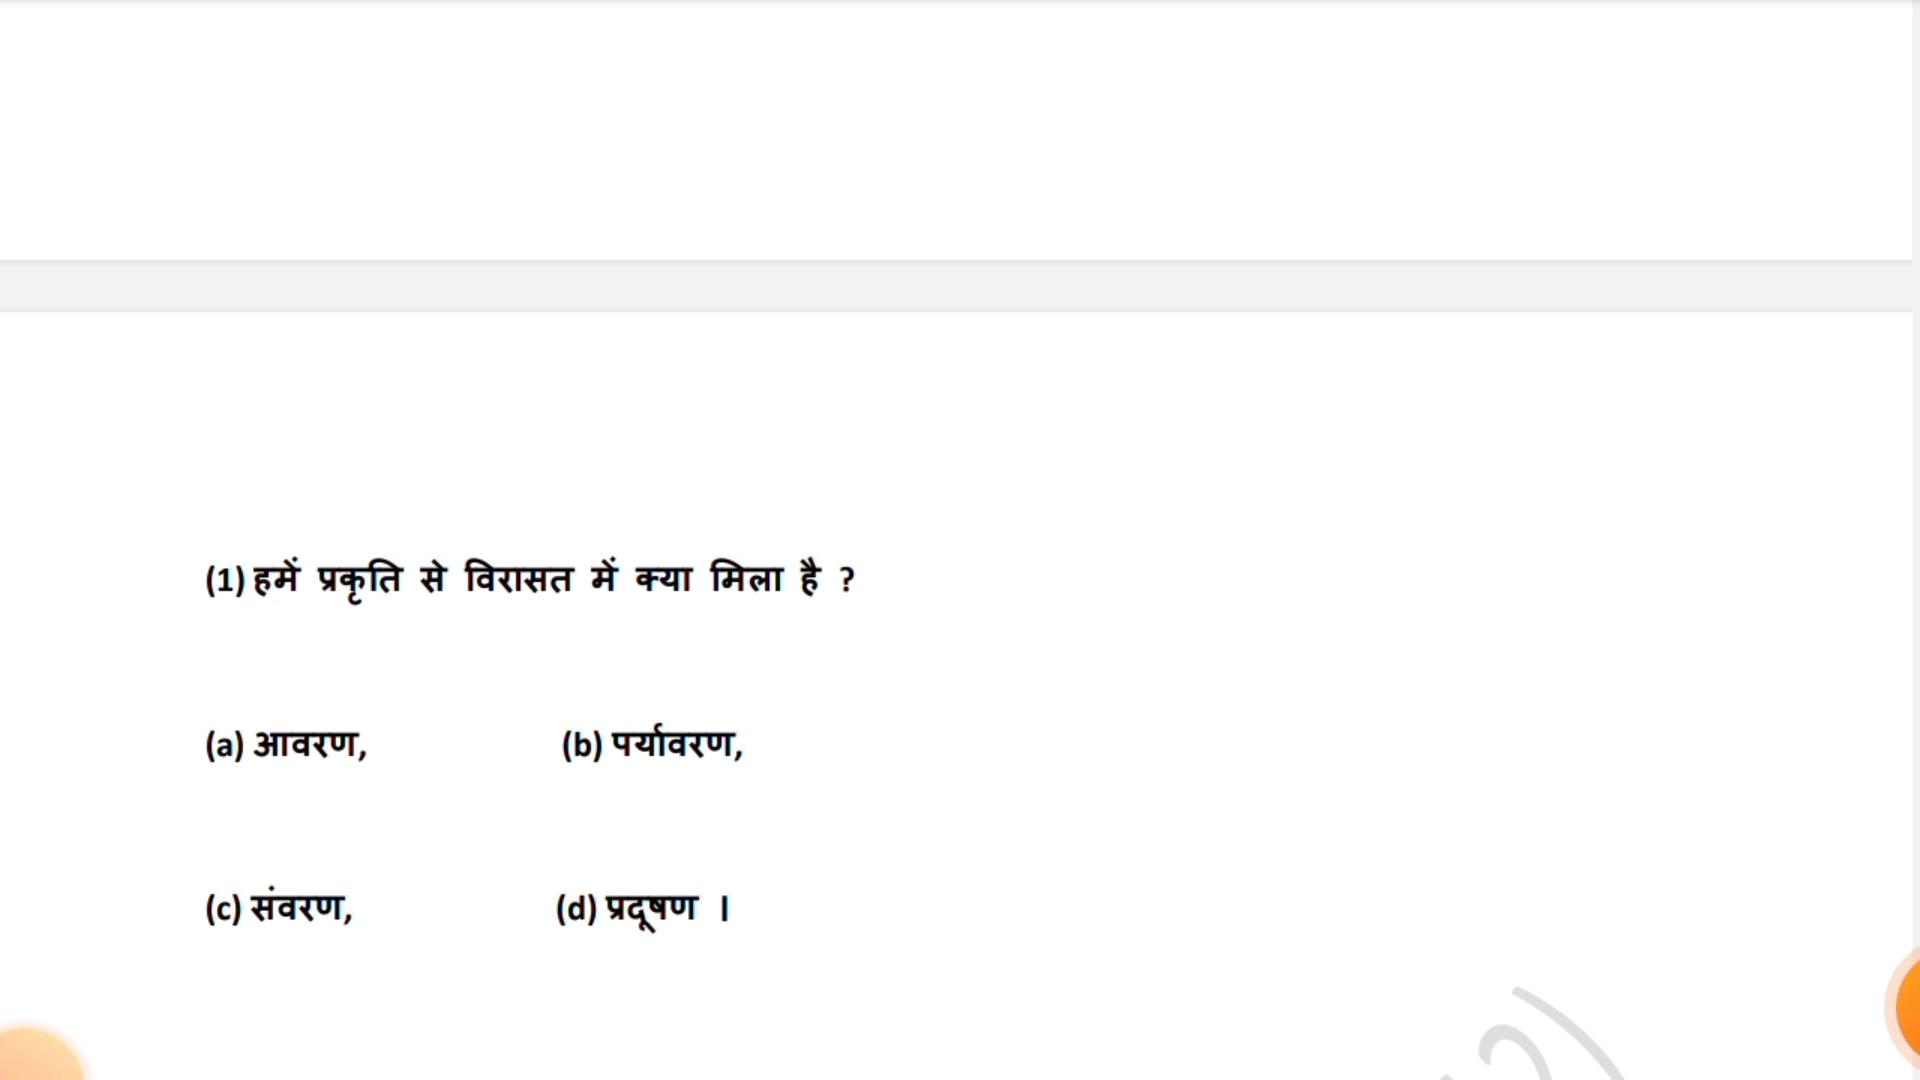 (1) हमें प्रकृति से विरासत में क्या मिला है ?
(a) आवरण, (b) पर्यावरण,
(c) संवरण, (d) प्रदूषण ।